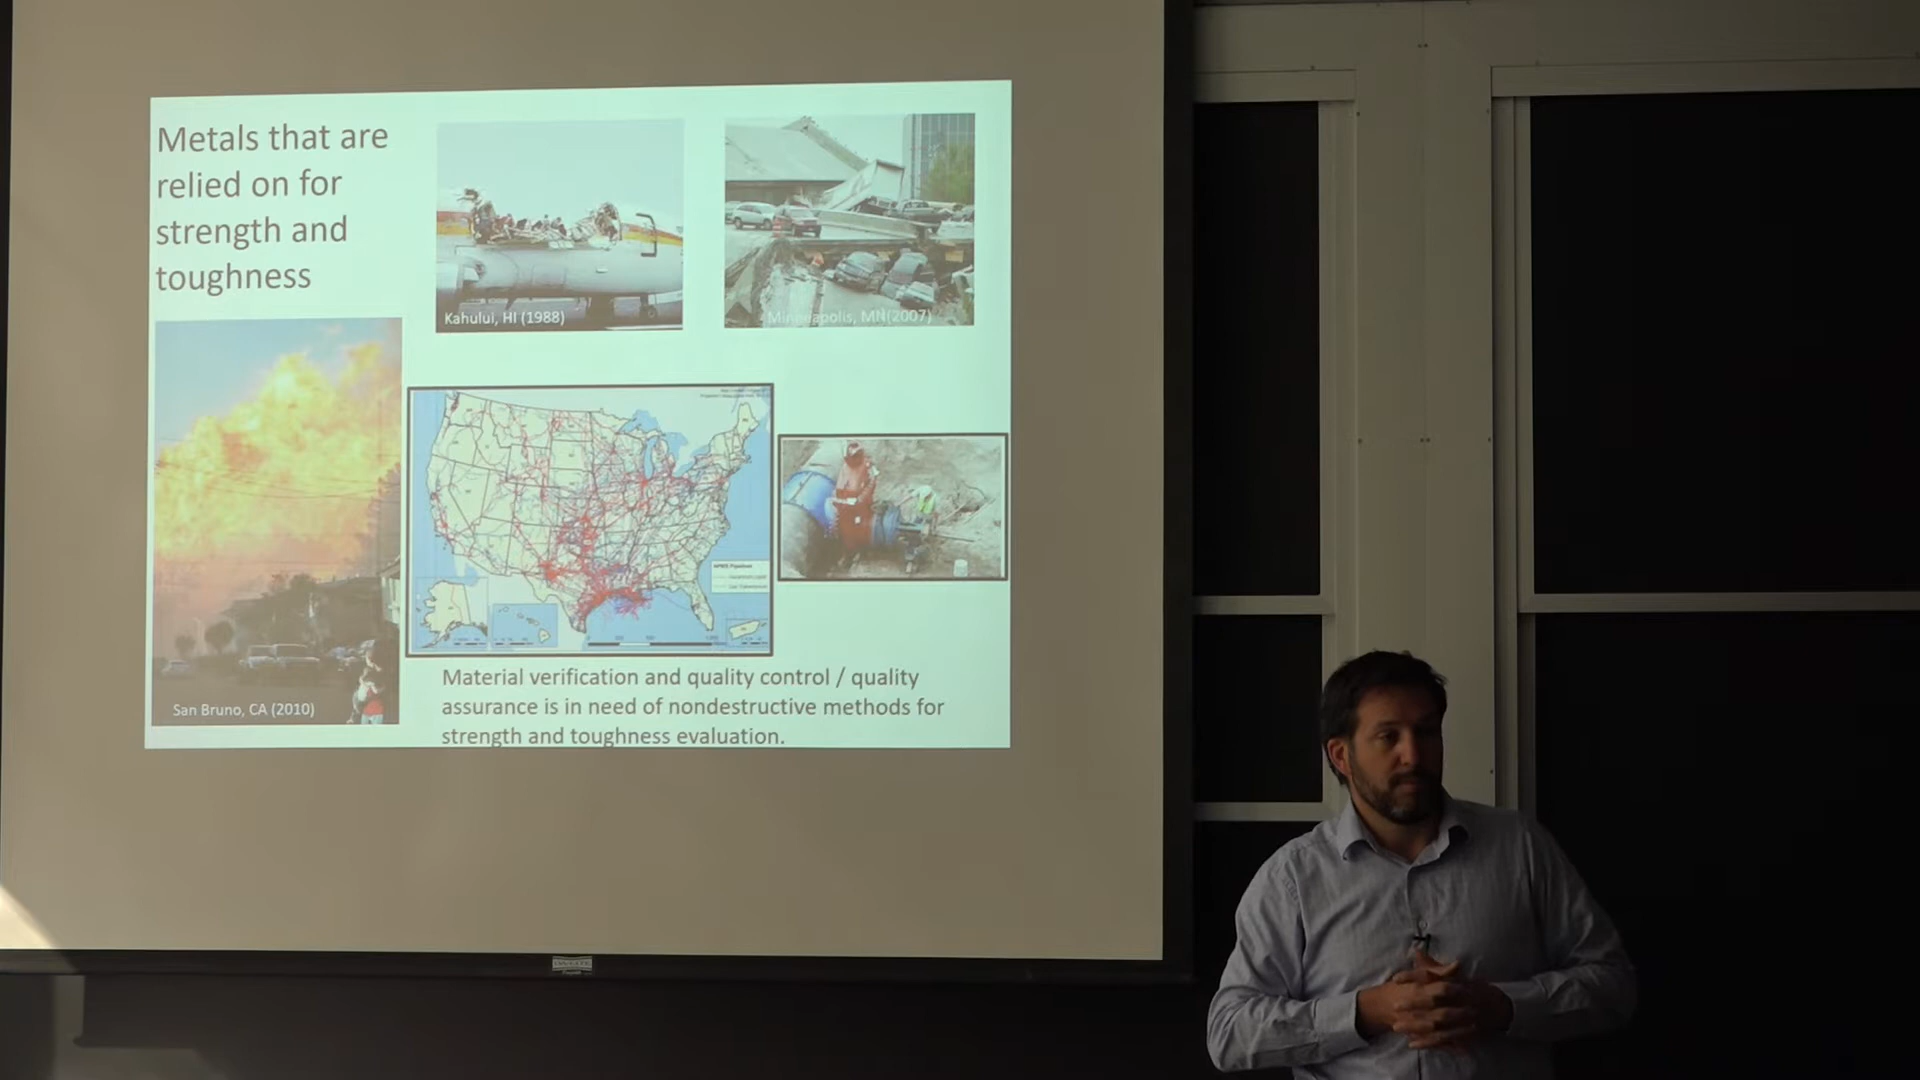 Metals that are
relied on for
strength and
toughness
Kahului, HI (1988)
Minneapolis, MN(2007)
San Bruno, CA (2010)
Material verification and quality control / quality
assurance is in need of nondestructive methods for
strength and toughness evaluation.